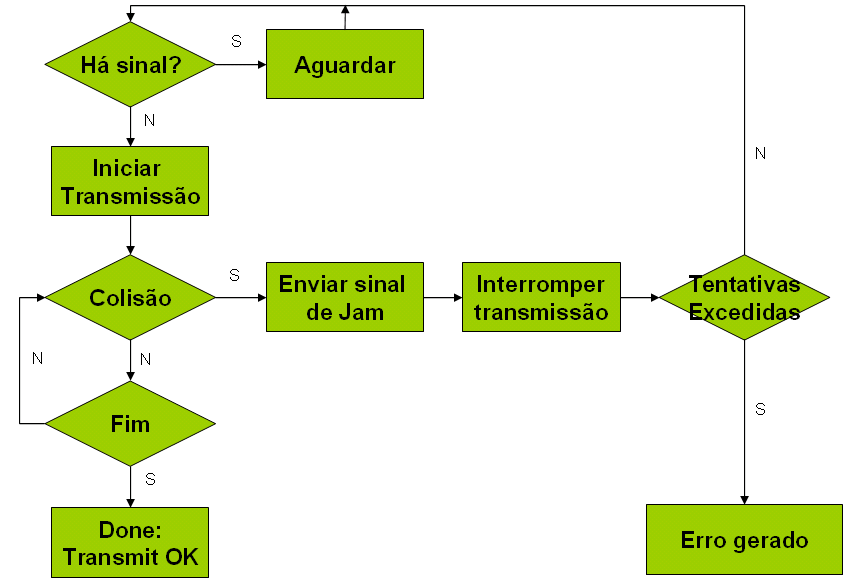 Há sinal?
S
Aguardar
N
N
Iniciar
Transmissão
Colisão
S
Enviar sinal
de Jam
Interromper
transmissão
Tentativas
Excedidas
N
N
S
Fim
S
Done:
Transmit OK
Erro gerado